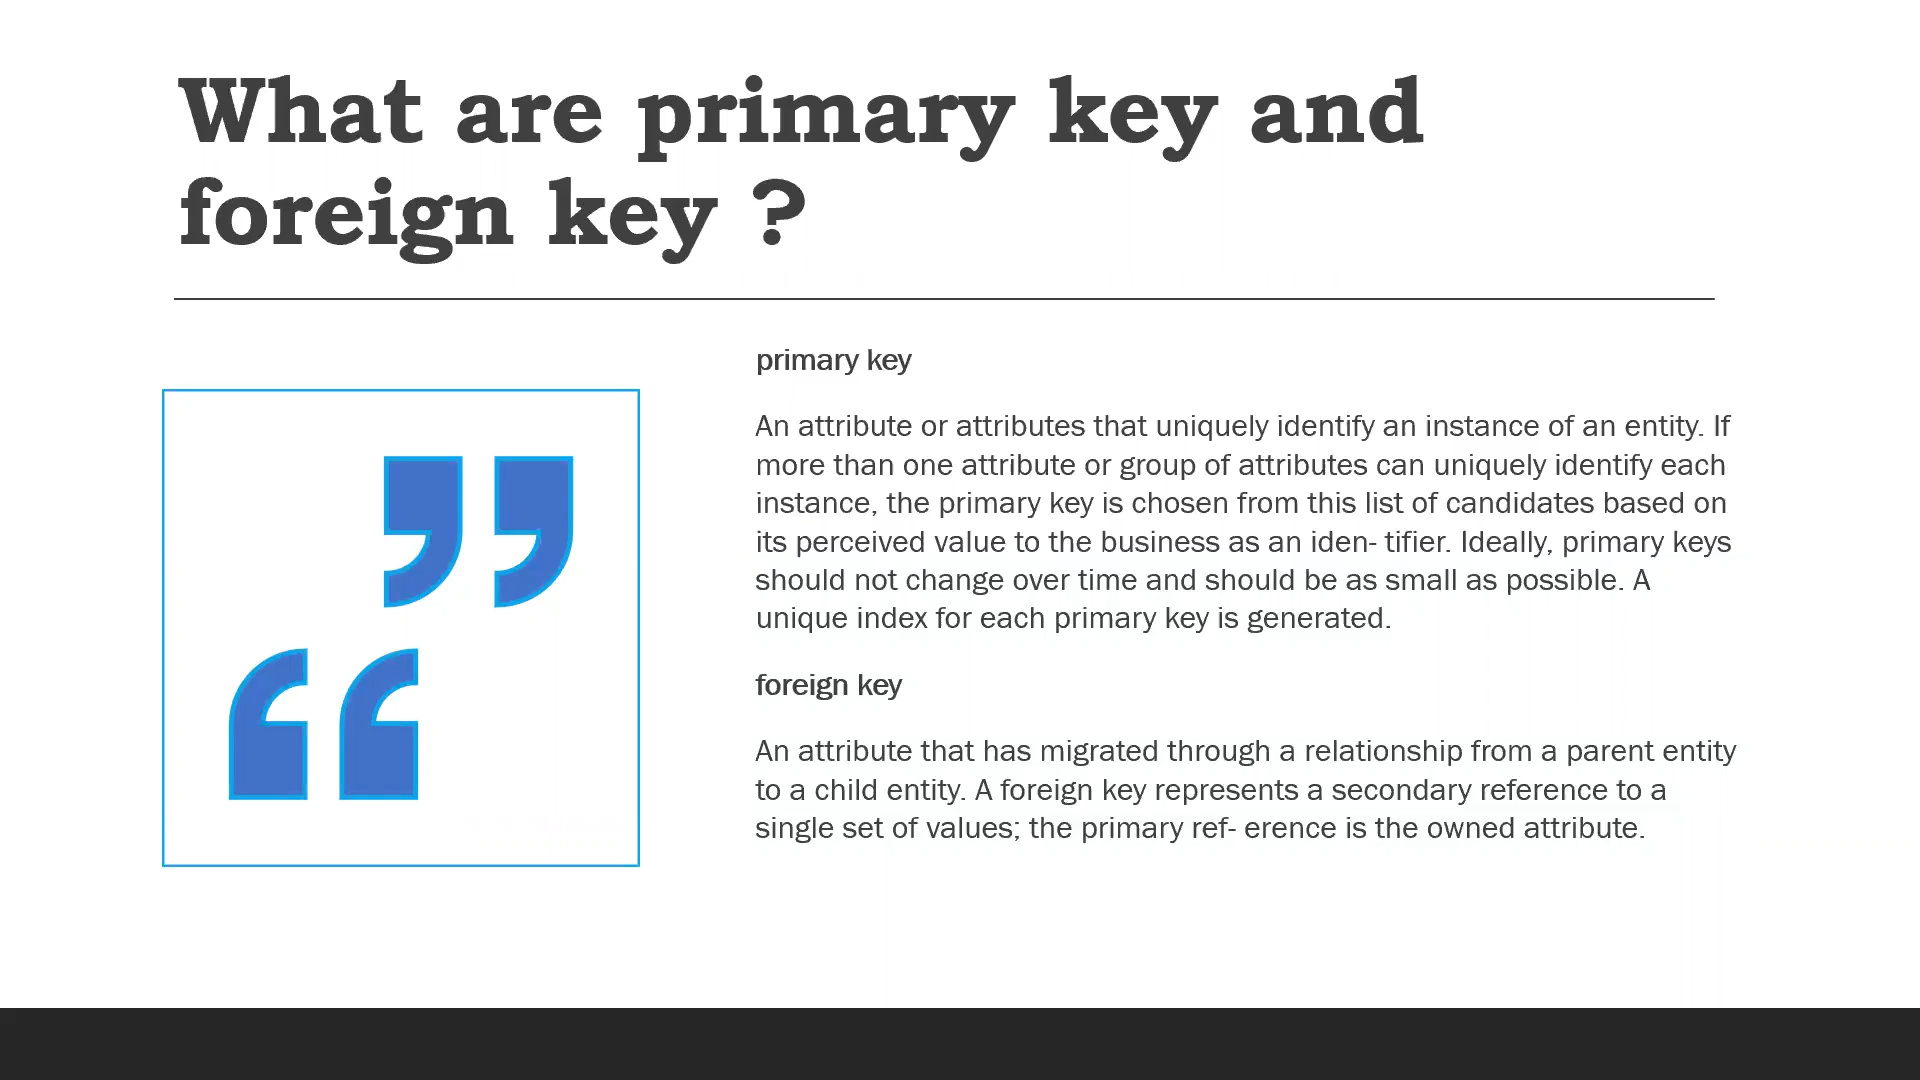 What are primary key and
foreign key ?
primary key
An attribute or attributes that uniquely identify an instance of an entity. If
more than one attribute or group of attributes can uniquely identify each
instance, the primary key is chosen from this list of candidates based on
its perceived value to the business as an iden- tifier. Ideally, primary keys
should not change over time and should be as small as possible. A
unique index for each primary key is generated.
foreign key
An attribute that has migrated through a relationship from a parent entity
to a child entity. A foreign key represents a secondary reference to a
single set of values; the primary ref- erence is the owned attribute.